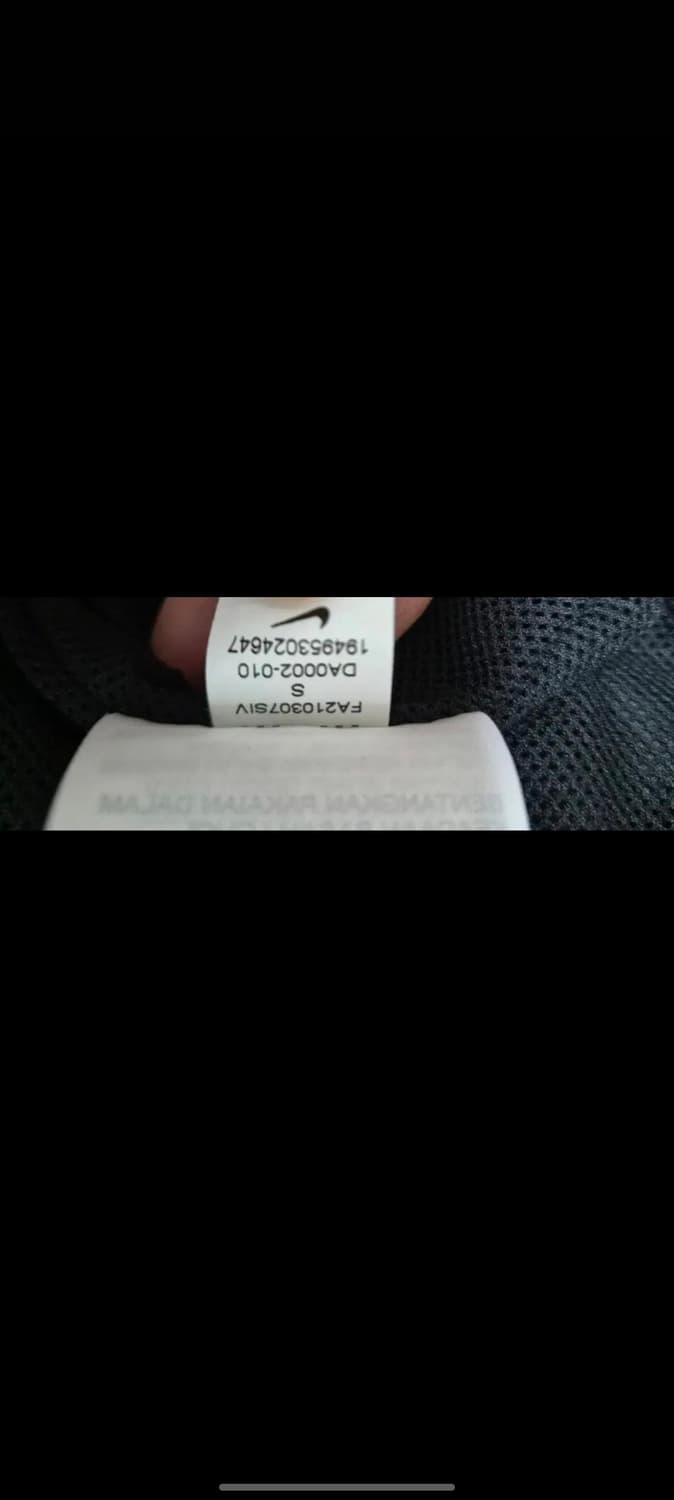 FA210307SIV
S
DA0002-010
194953024647
BENTANGKAN PAKAIAN DALAM